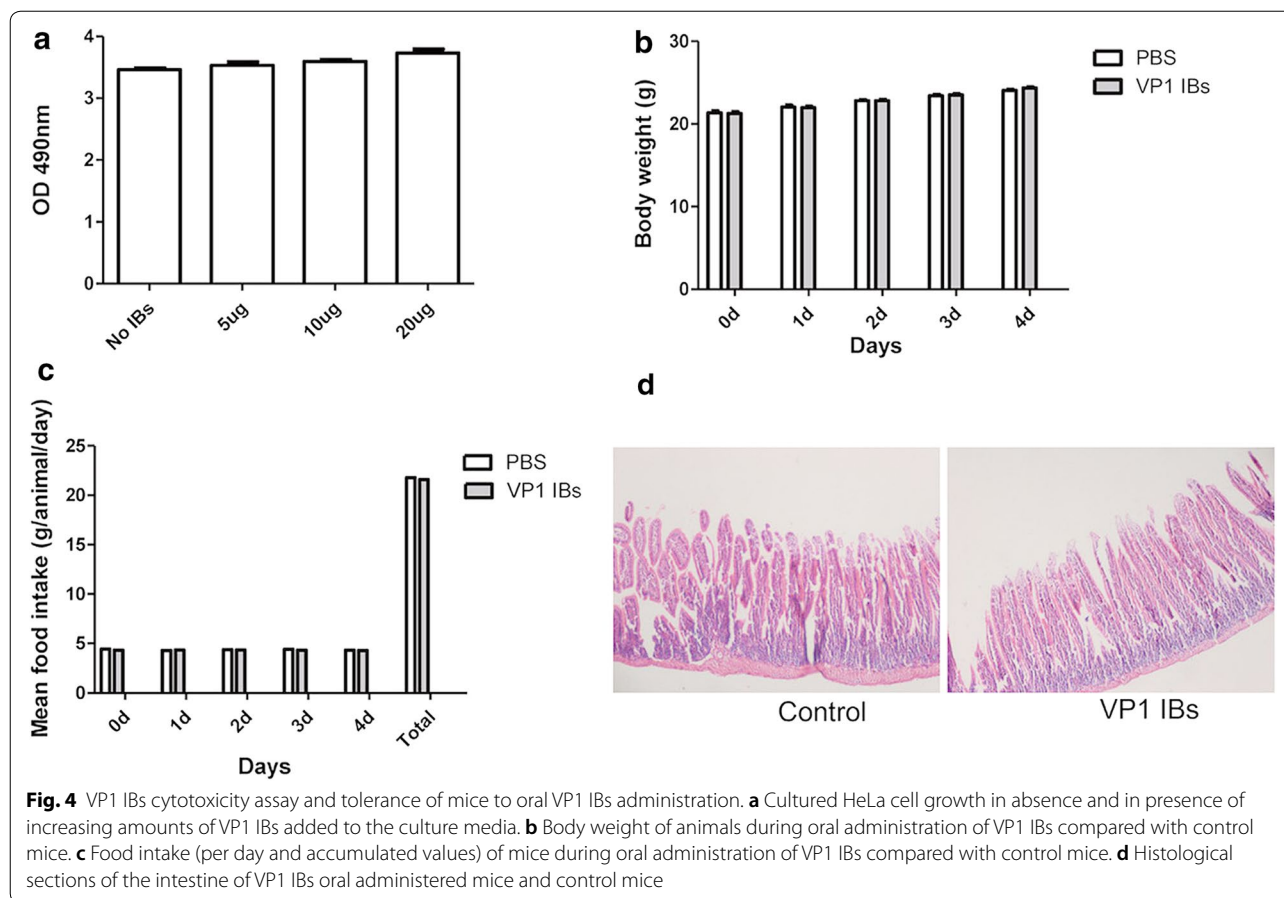 a
4
3
2
1
0
OD 490nm
No IBs
5ug
10ug
20ug
b
30
20
10
0
Body weight (g)
0d
1d
2d
3d
4d
Days
PBS
VP1 IBs
c
25
20
15
10
5
0
Mean food intake (g/animal/day)
0d
1d
2d
3d
4d
Total
Days
PBS
VP1 IBs
d
Control
VP1 IBs
Fig. 4 VP1 IBs cytotoxicity assay and tolerance of mice to oral VP1 IBs administration. a Cultured HeLa cell growth in absence and in presence of
increasing amounts of VP1 IBs added to the culture media. b Body weight of animals during oral administration of VP1 IBs compared with control
mice. c Food intake (per day and accumulated values) of mice during oral administration of VP1 IBs compared with control mice. d Histological
sections of the intestine of VP1 IBs oral administered mice and control mice